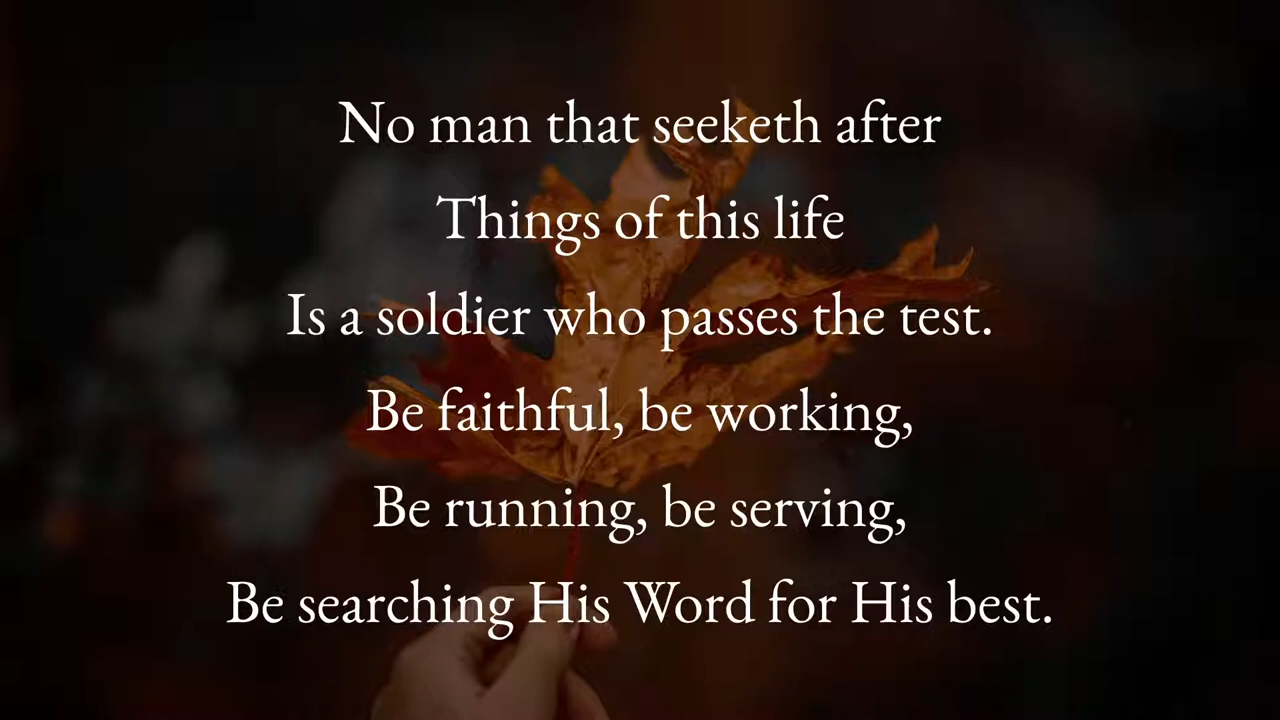 No man that seeketh after
Things of this life
Is a soldier who passes the test.
Be faithful, be working,
Be running, be serving,
Be searching His Word for His best.